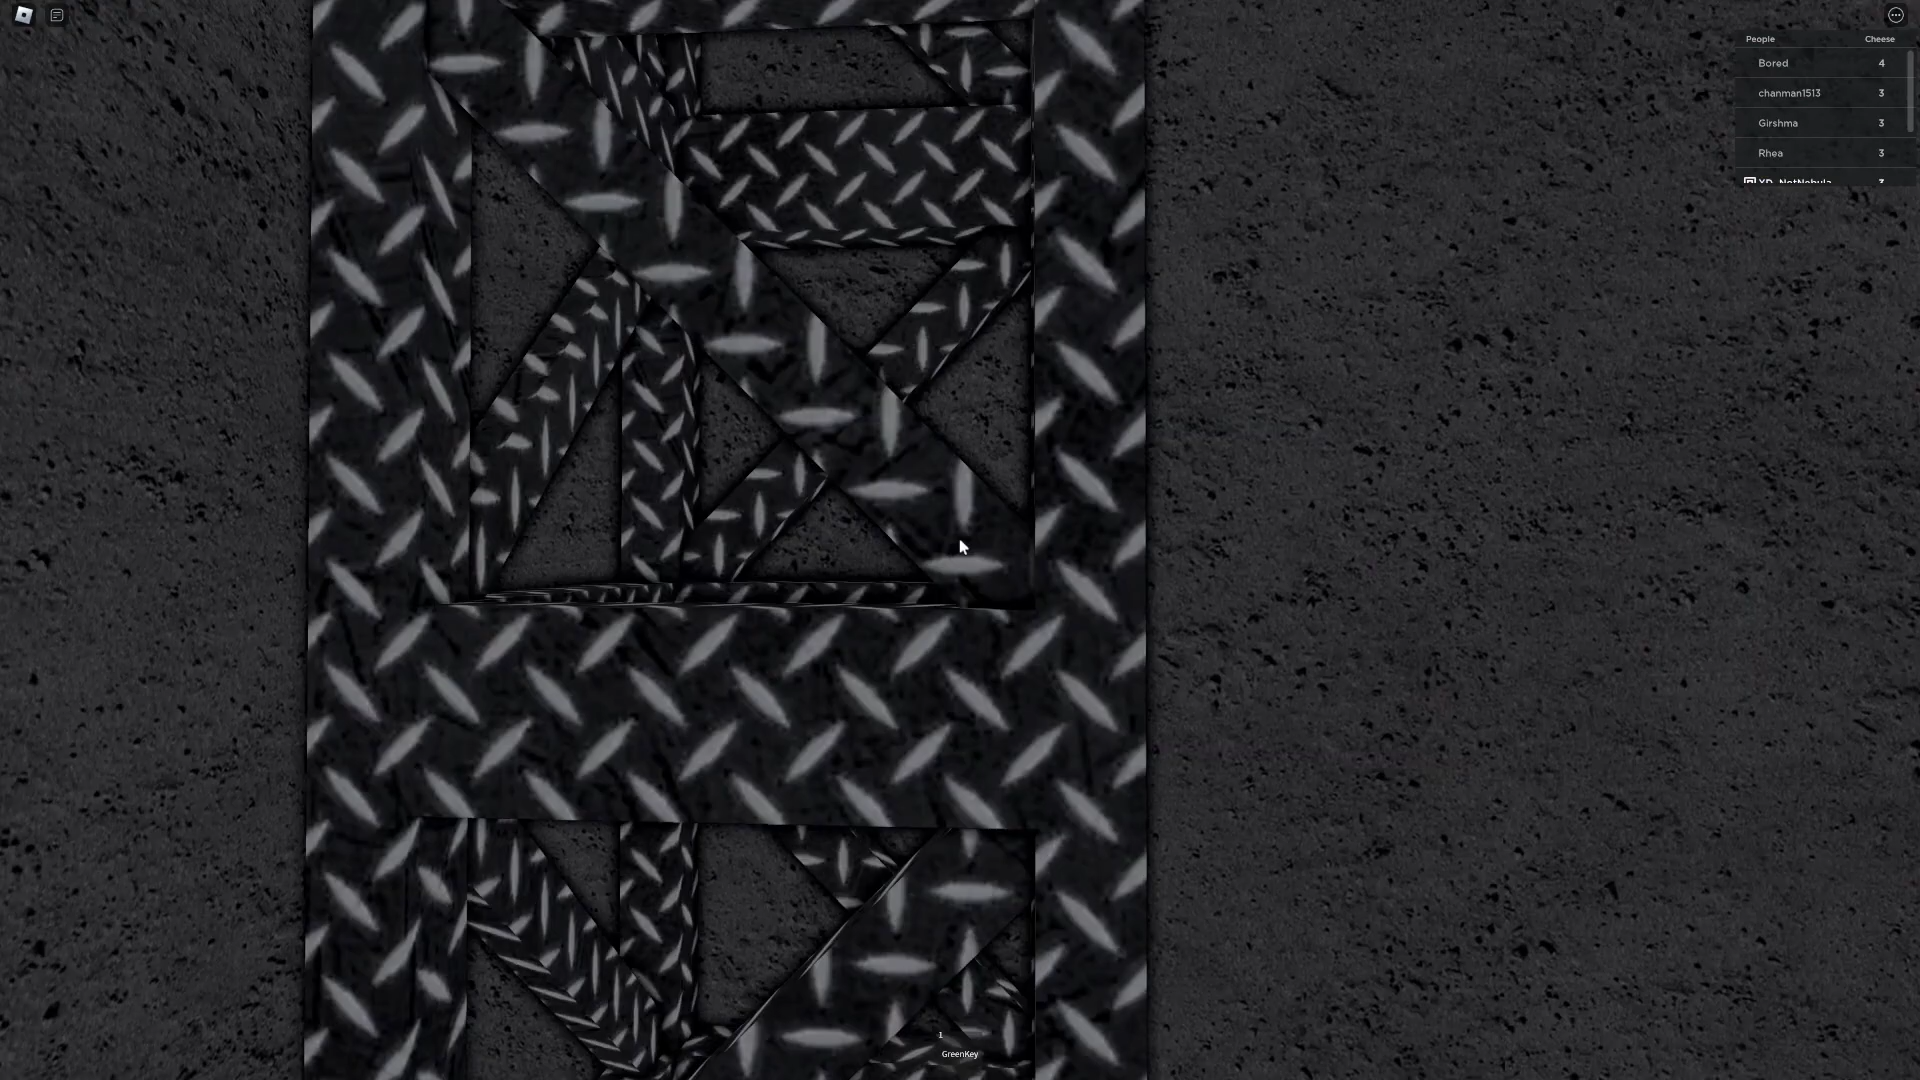 People Cheese
Bored 4
chanman1513 3
Girshma 3
Rhea 3
1
GreenKey